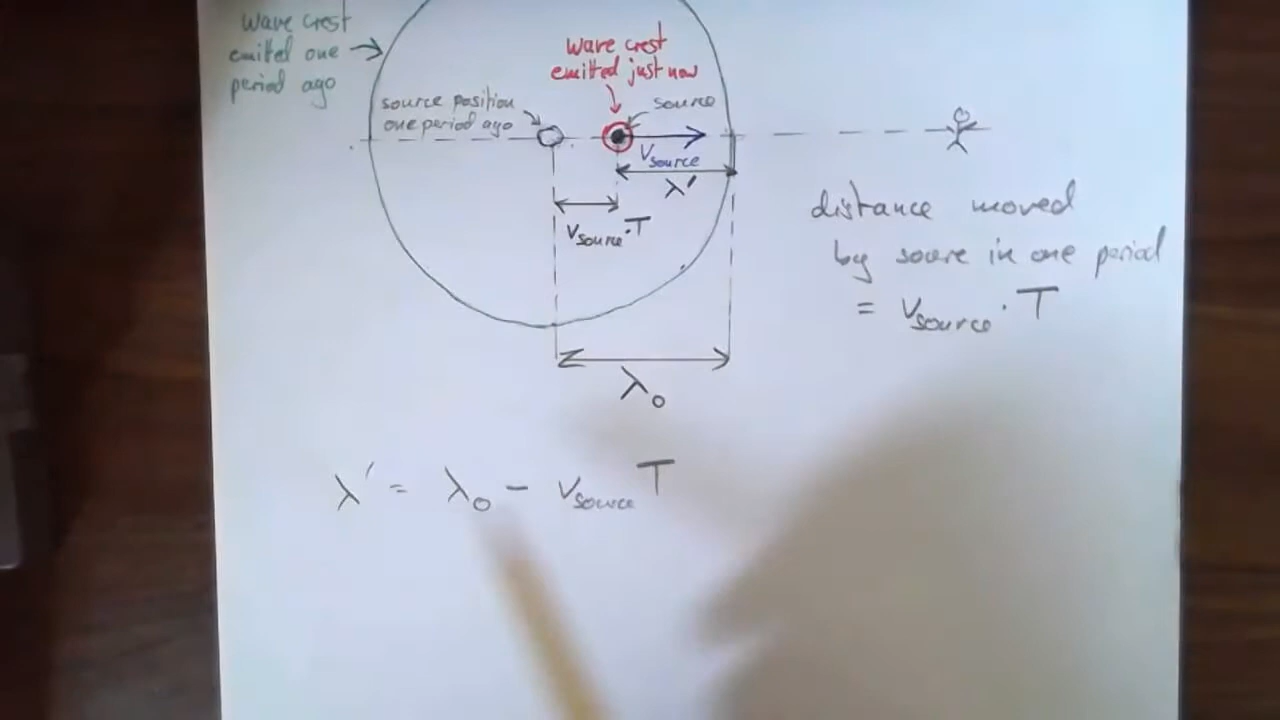 wave crest
emitted one
period ago
wave crest
emitted just now
source position
one period ago
source
Vsource
λ'
Vsource · T
λ₀
distance moved
by soure in one period
= Vsource · T
λ' = λ₀ - Vsource T